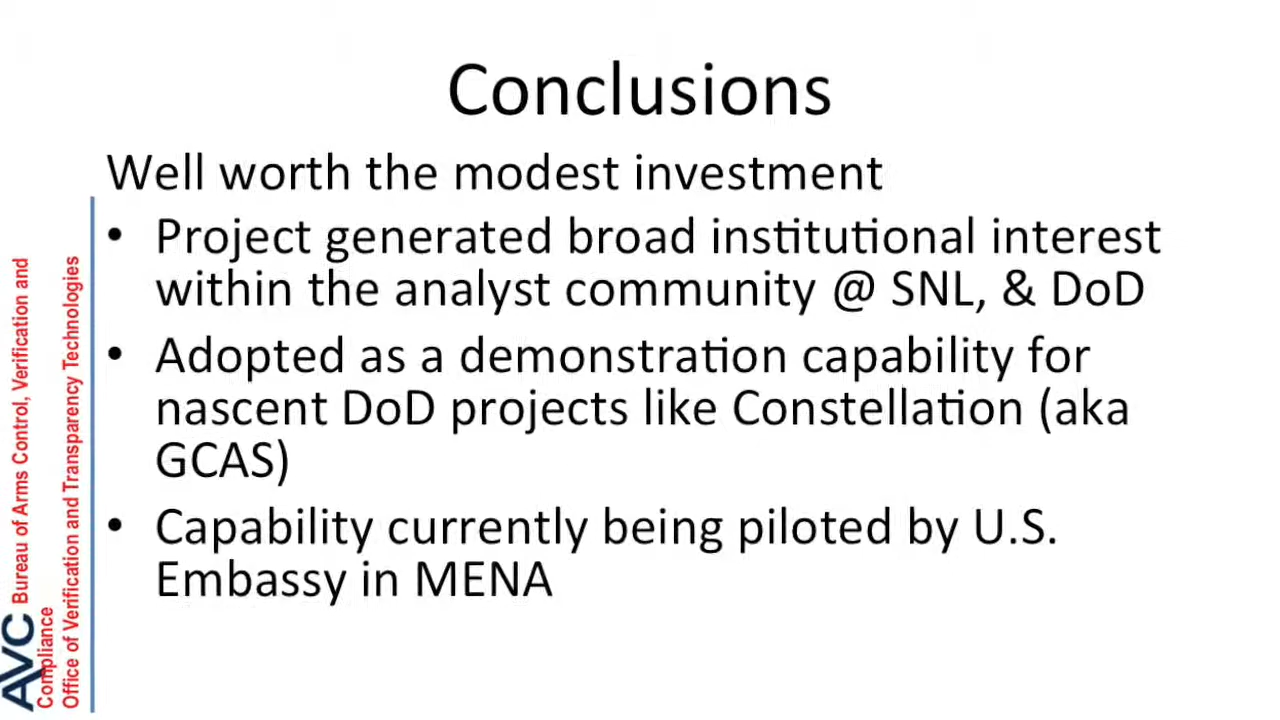 Conclusions
Well worth the modest investment
• Project generated broad institutional interest
within the analyst community @ SNL, & DoD
• Adopted as a demonstration capability for
nascent DoD projects like Constellation (aka
GCAS)
• Capability currently being piloted by U.S.
Embassy in MENA
AVC Bureau of Arms Control, Verification and
Compliance
Office of Verification and Transparency Technologies